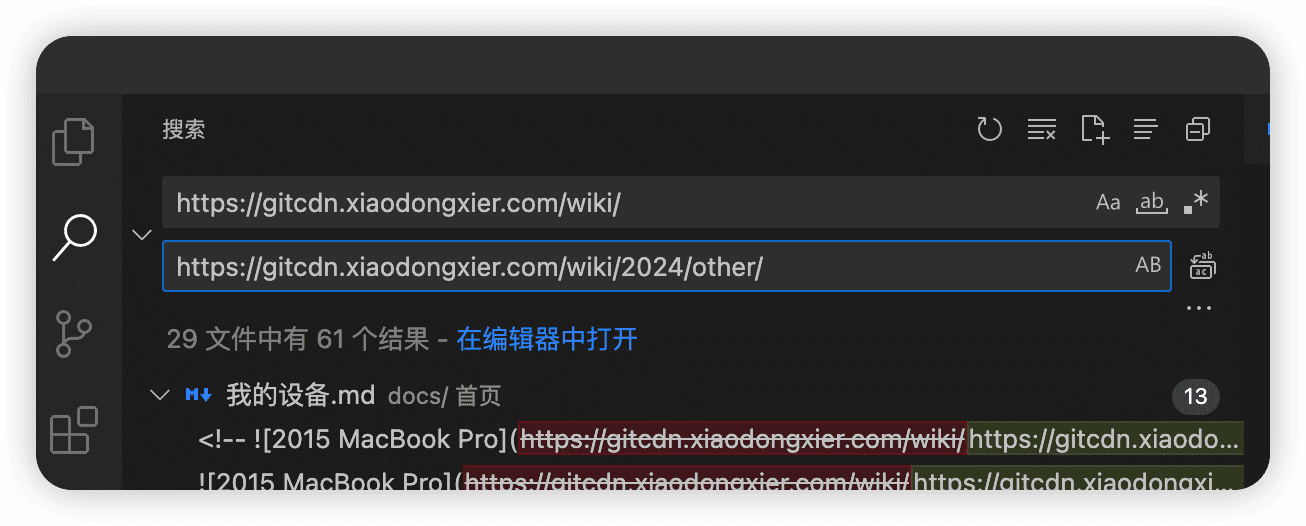 搜索
https://gitcdn.xiaodongxier.com/wiki/ Aa ab .*
https://gitcdn.xiaodongxier.com/wiki/2024/other/ AB
29 文件中有 61 个结果 - 在编辑器中打开
我的设备.md docs/ 首页 13
<!-- ![2015 MacBook Pro](https://gitcdn.xiaodongxier.com/wiki/https://gitcdn.xiaodo...
![2015 MacBook Pro](https://gitcdn.xiaodongxier.com/wiki/https://gitcdn.xiaodongxi...